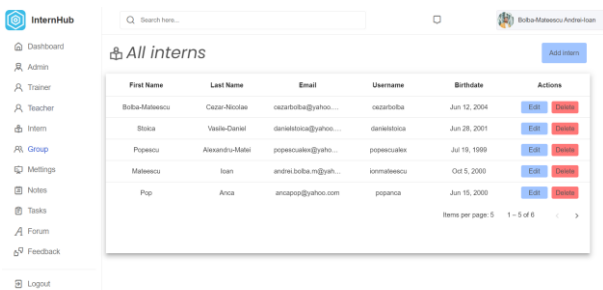 InternHub
Search here...
Bolba-Mateescu Andrei-Ioan
Dashboard
Admin
Trainer
Teacher
Intern
Group
Mettings
Notes
Tasks
Forum
Feedback
Logout
All interns
Add intern
First Name Last Name Email Username Birthdate Actions
Bolba-Mateescu Cezar-Nicolae cezarbolba@yahoo.... cezarbolba Jun 12, 2004 Edit Delete
Stoica Vasile-Daniel danielstoica@yahoo.... danielstoica Jun 28, 2001 Edit Delete
Popescu Alexandru-Matei popescualex@yaho... popescualex Jul 19, 1999 Edit Delete
Mateescu Ioan andrei.bolba.m@yah... ionmateescu Oct 5, 2000 Edit Delete
Pop Anca ancapop@yahoo.com popanca Jun 15, 2000 Edit Delete
Items per page: 5 1 – 5 of 6